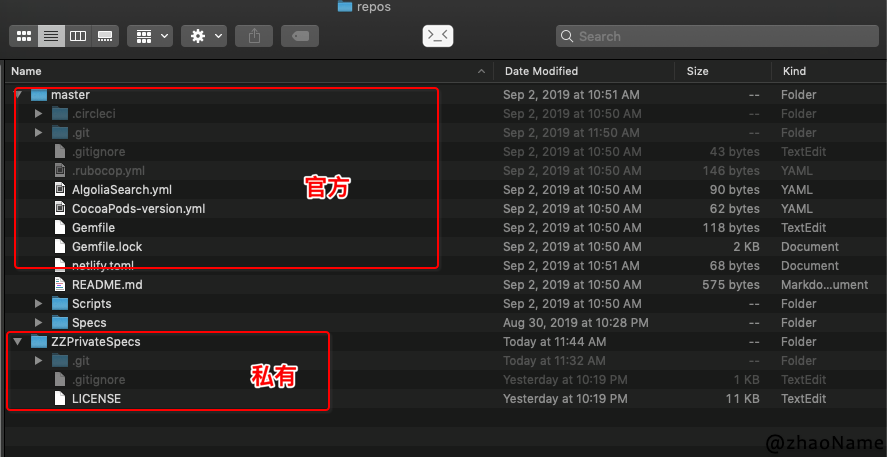 repos
>_<
Search
Name Date Modified Size Kind
master Sep 2, 2019 at 10:51 AM -- Folder
.circleci Sep 2, 2019 at 10:50 AM -- Folder
.git Sep 2, 2019 at 11:50 AM -- Folder
.gitignore Sep 2, 2019 at 10:50 AM 43 bytes TextEdit
.rubocop.yml Sep 2, 2019 at 10:50 AM 146 bytes YAML
AlgoliaSearch.yml Sep 2, 2019 at 10:50 AM 90 bytes YAML
官方
CocoaPods-version.yml Sep 2, 2019 at 10:50 AM 62 bytes YAML
Gemfile Sep 2, 2019 at 10:50 AM 118 bytes TextEdit
Gemfile.lock Sep 2, 2019 at 10:50 AM 2 KB Document
netlify.toml Sep 2, 2019 at 10:51 AM 68 bytes Document
README.md Sep 2, 2019 at 10:50 AM 575 bytes Markdo...ument
Scripts Sep 2, 2019 at 10:50 AM -- Folder
Specs Aug 30, 2019 at 10:28 PM -- Folder
ZZPrivateSpecs Today at 11:44 AM -- Folder
.git Today at 11:32 AM -- Folder
私有
.gitignore Yesterday at 10:19 PM 1 KB TextEdit
LICENSE Yesterday at 10:19 PM 11 KB TextEdit
@zhaoName